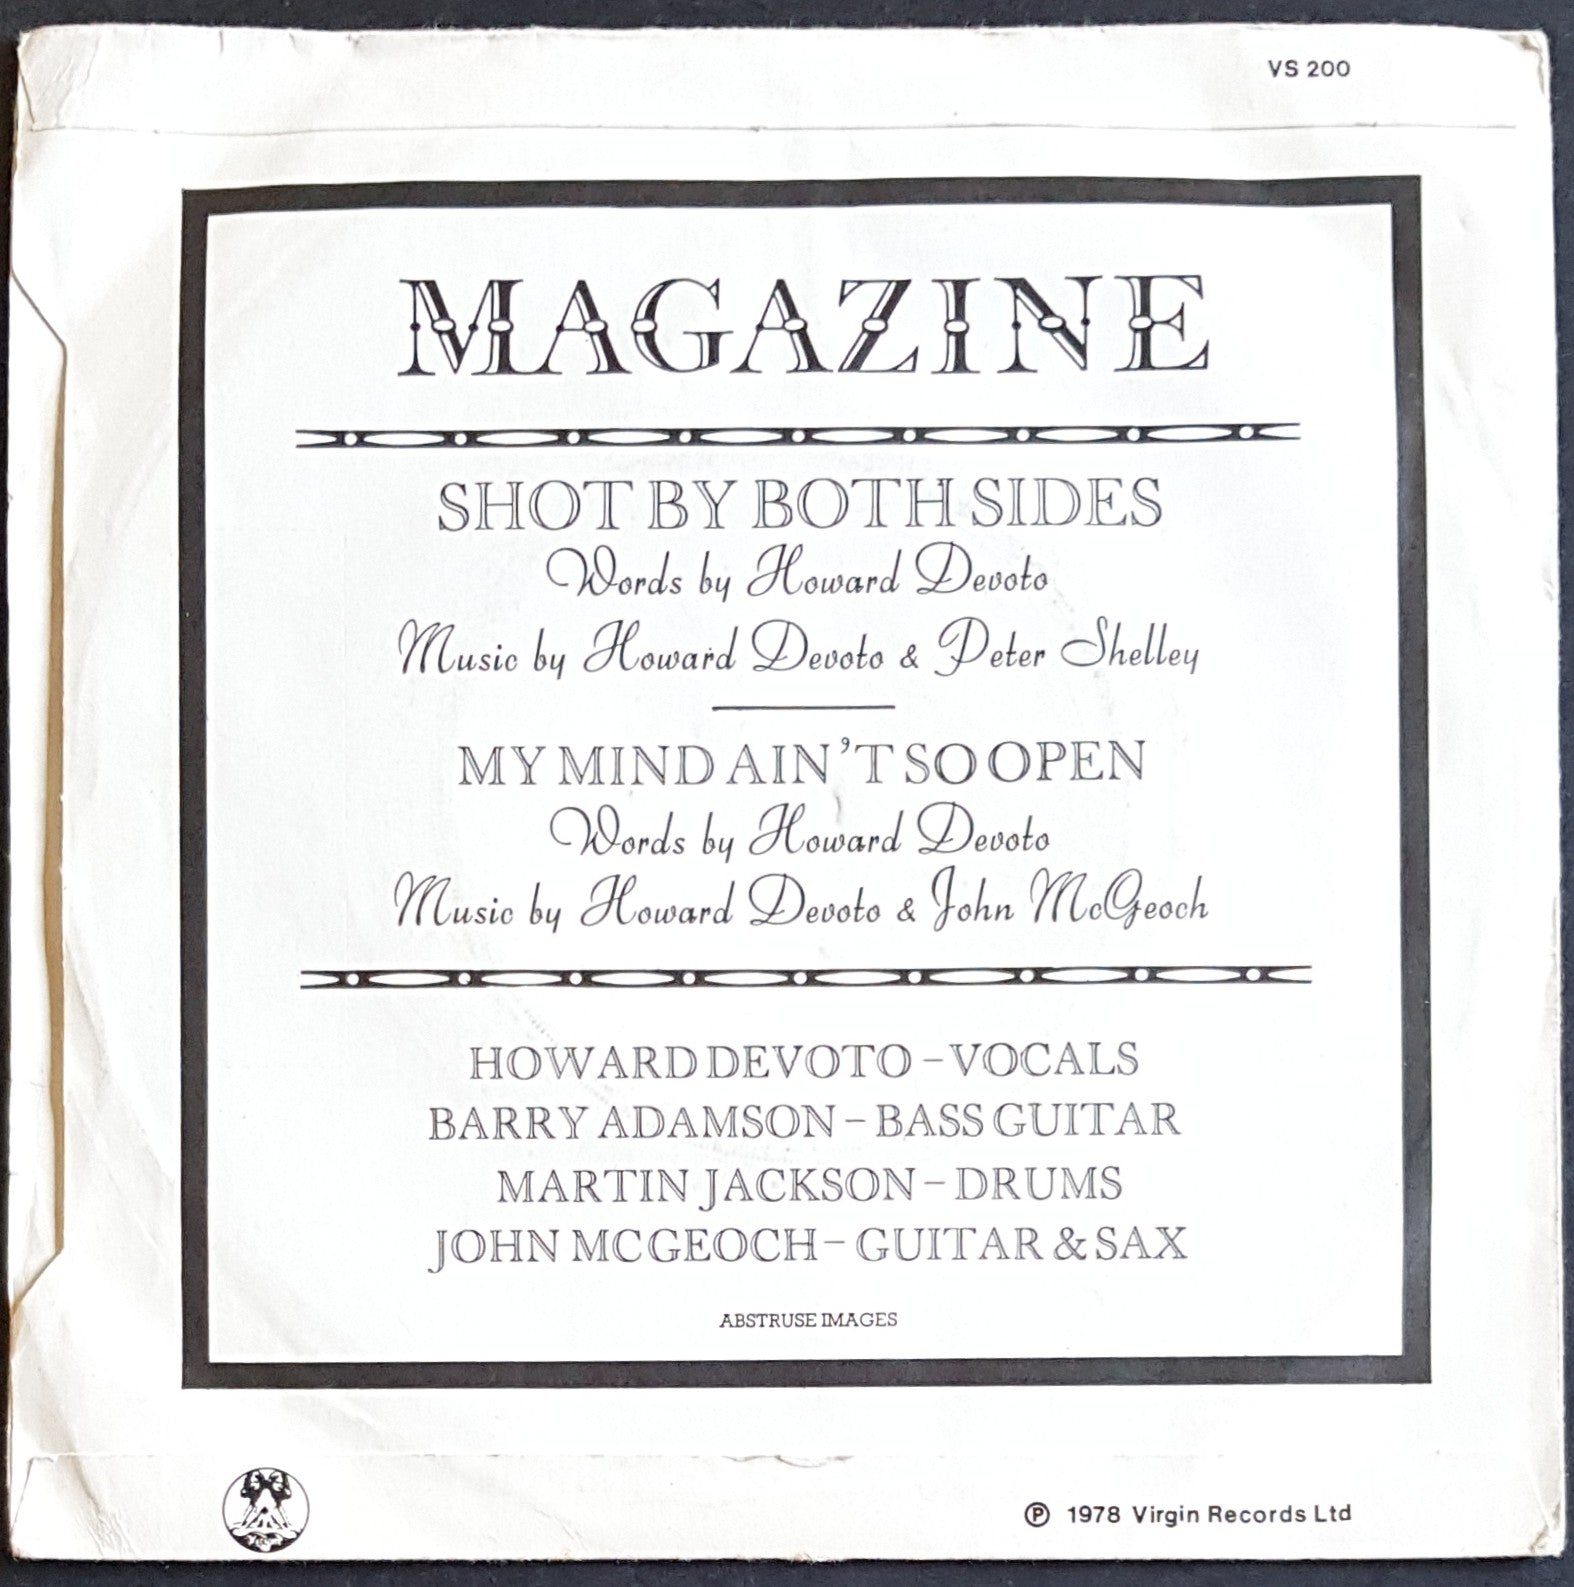 VS 200
MAGAZINE
SHOT BY BOTH SIDES
Words by Howard Devoto
Music by Howard Devoto & Peter Shelley
MY MIND AIN'T SO OPEN
Words by Howard Devoto
Music by Howard Devoto & John McGeoch
HOWARD DEVOTO – VOCALS
BARRY ADAMSON – BASS GUITAR
MARTIN JACKSON – DRUMS
JOHN MCGEOCH – GUITAR & SAX
ABSTRUSE IMAGES
Virgin
℗ 1978 Virgin Records Ltd